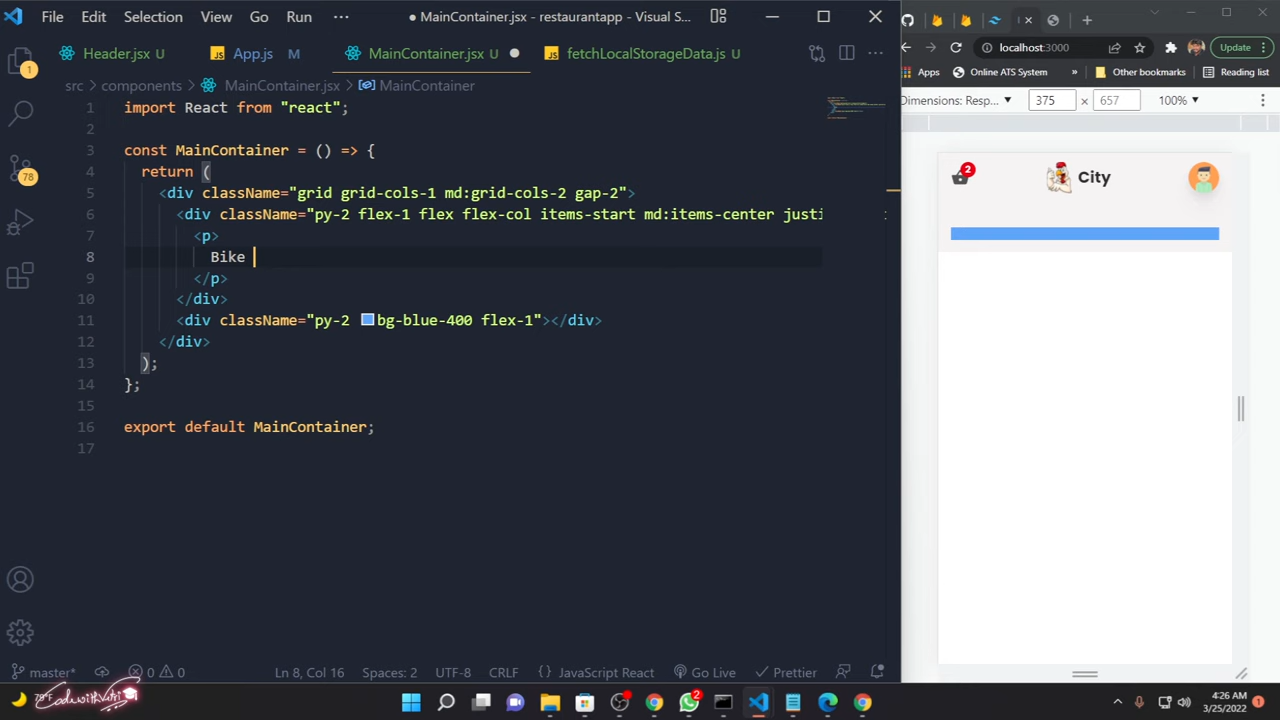 File Edit Selection View Go Run ··· ● MainContainer.jsx - restaurantapp - Visual S...
Header.jsx U App.js M MainContainer.jsx U ● fetchLocalStorageData.js U
src > components > MainContainer.jsx > MainContainer
1 import React from "react";
2
3 const MainContainer = () => {
4 return (
5 <div className="grid grid-cols-1 md:grid-cols-2 gap-2">
6 <div className="py-2 flex-1 flex flex-col items-start md:items-center justi
7 <p>
8 Bike
9 </p>
10 </div>
11 <div className="py-2 bg-blue-400 flex-1"></div>
12 </div>
13 );
14 };
15
16 export default MainContainer;
17
1
78
master* 0 0 Ln 8, Col 16 Spaces: 2 UTF-8 CRLF JavaScript React Go Live Prettier
localhost:3000 Update
Apps Online ATS System » Other bookmarks Reading list
Dimensions: Resp... 375 × 657 100%
2 City
78°F
CodewithVetri
2
4:26 AM
3/25/2022